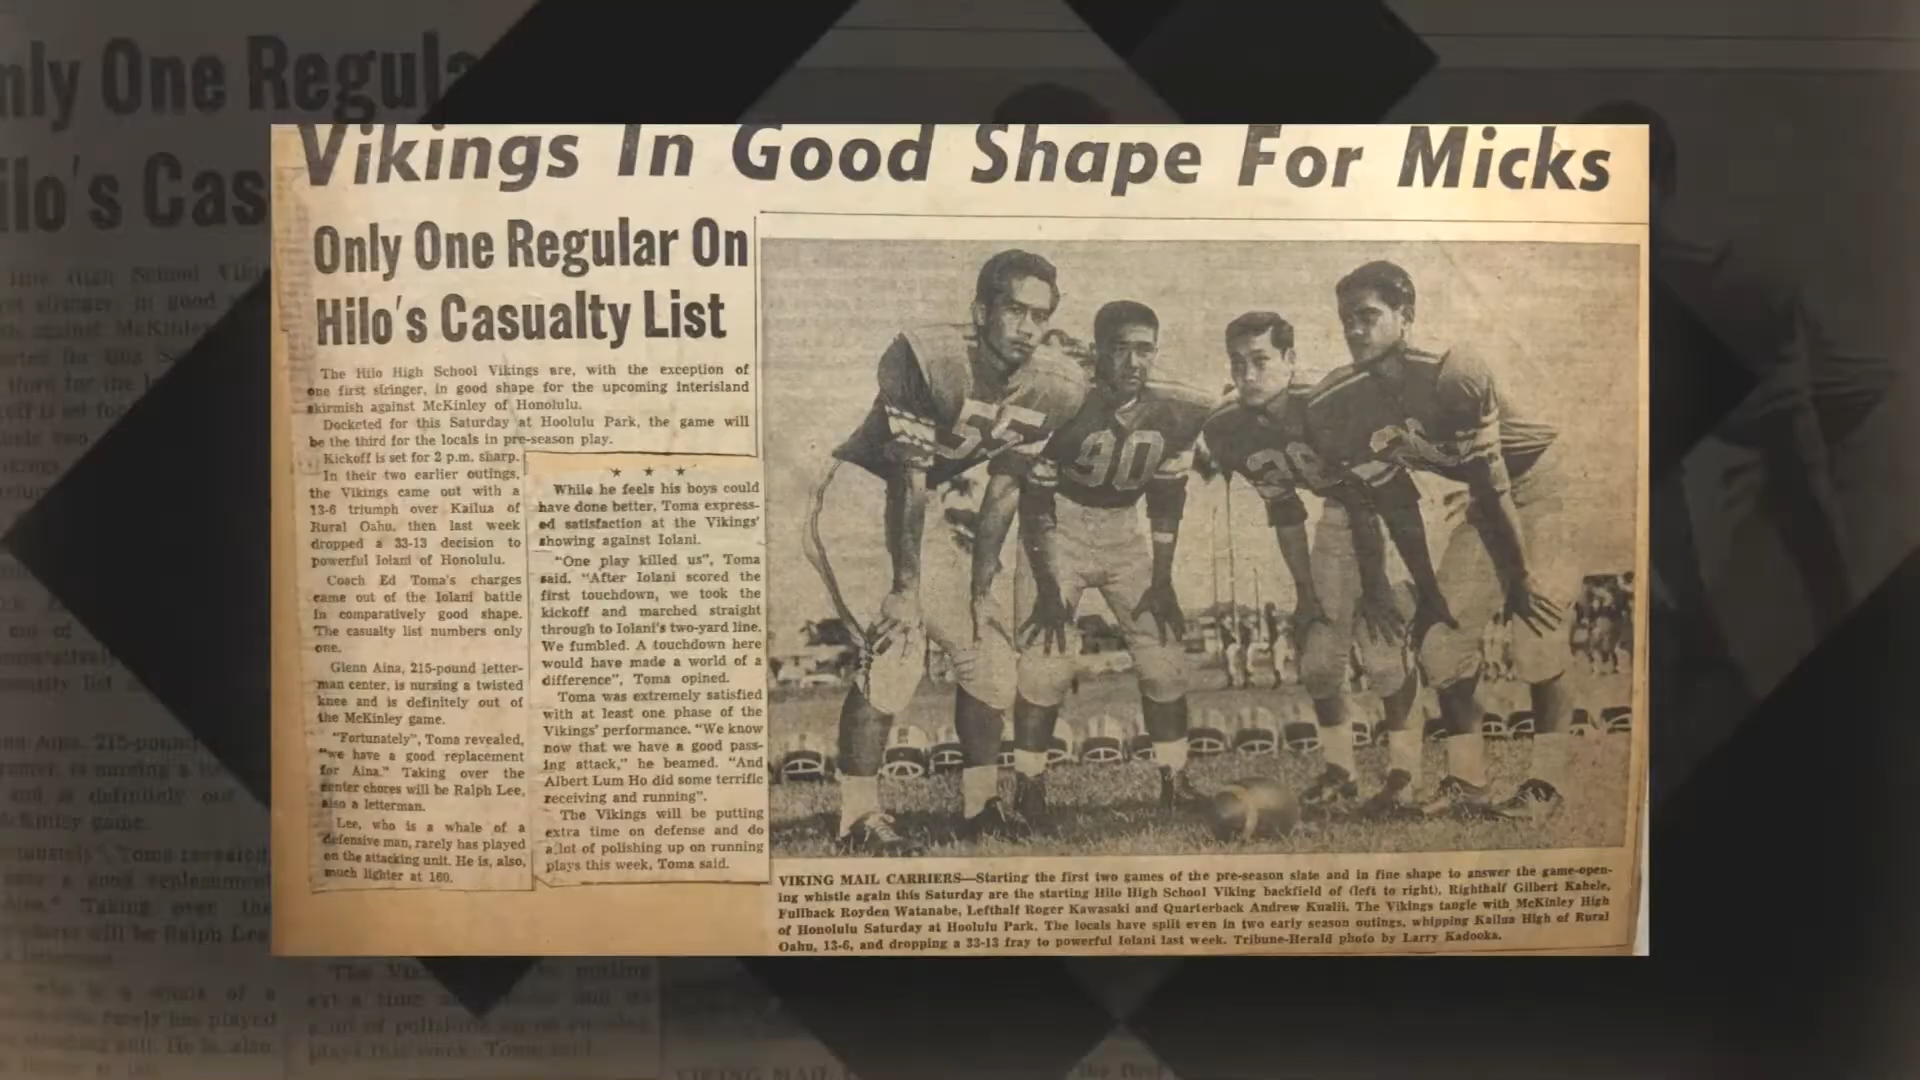 Vikings In Good Shape For Micks
Only One Regular On
Hilo's Casualty List
The Hilo High School Vikings are, with the exception of
one first stringer, in good shape for the upcoming interisland
skirmish against McKinley of Honolulu.
Docketed for this Saturday at Hoolulu Park, the game will
be the third for the locals in pre-season play.
Kickoff is set for 2 p.m. sharp.
In their two earlier outings,
the Vikings came out with a
13-6 triumph over Kailua of
Rural Oahu, then last week
dropped a 33-13 decision to
powerful Iolani of Honolulu.
Coach Ed Toma's charges
came out of the Iolani battle
in comparatively good shape.
The casualty list numbers only
one.
Glenn Aina, 215-pound letter-
man center, is nursing a twisted
knee and is definitely out of
the McKinley game.
"Fortunately", Toma revealed,
"we have a good replacement
for Aina." Taking over the
center chores will be Ralph Lee,
also a letterman.
Lee, who is a whale of a
defensive man, rarely has played
on the attacking unit. He is, also,
much lighter at 160.
★ ★ ★
While he feels his boys could
have done better, Toma express-
ed satisfaction at the Vikings'
showing against Iolani.
"One play killed us", Toma
said. "After Iolani scored the
first touchdown, we took the
kickoff and marched straight
through to Iolani's two-yard line.
We fumbled. A touchdown here
would have made a world of a
difference", Toma opined.
Toma was extremely satisfied
with at least one phase of the
Vikings' performance. "We know
now that we have a good pass-
ing attack," he beamed. "And
Albert Lum Ho did some terrific
receiving and running".
The Vikings will be putting
extra time on defense and do
a lot of polishing up on running
plays this week, Toma said.
55
90
VIKING MAIL CARRIERS—Starting the first two games of the pre-season slate and in fine shape to answer the game-open-
ing whistle again this Saturday are the starting Hilo High School Viking backfield of (left to right), Righthalf Gilbert Kahele,
Fullback Royden Watanabe, Lefthalf Roger Kawasaki and Quarterback Andrew Kualii. The Vikings tangle with McKinley High
of Honolulu Saturday at Hoolulu Park. The locals have split even in two early season outings, whipping Kailua High of Rural
Oahu, 13-6, and dropping a 33-13 fray to powerful Iolani last week. Tribune-Herald photo by Larry Kadooka.